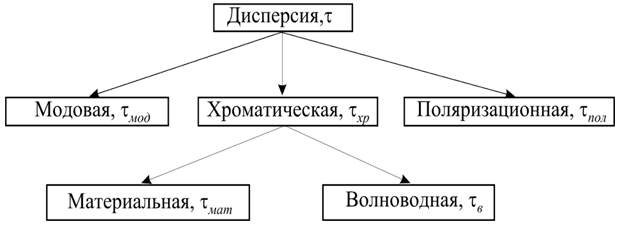 Дисперсия,τ
Модовая, τмод
Хроматическая, τхр
Поляризационная, τпол
Материальная, τмат
Волноводная, τв